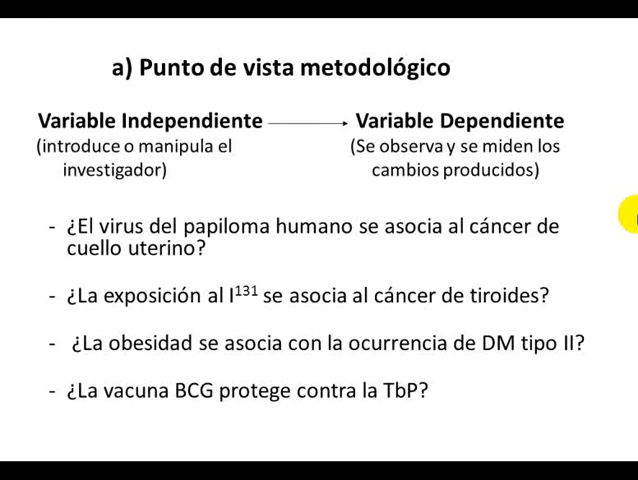 a) Punto de vista metodológico
Variable Independiente → Variable Dependiente
(introduce o manipula el (Se observa y se miden los
investigador) cambios producidos)
- ¿El virus del papiloma humano se asocia al cáncer de
cuello uterino?
- ¿La exposición al I¹³¹ se asocia al cáncer de tiroides?
- ¿La obesidad se asocia con la ocurrencia de DM tipo II?
- ¿La vacuna BCG protege contra la TbP?